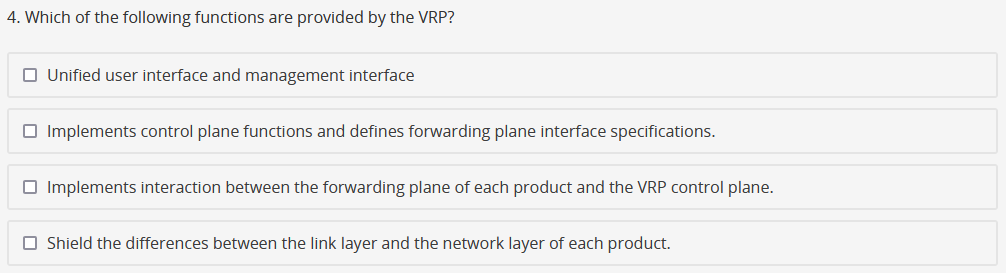 4. Which of the following functions are provided by the VRP?
Unified user interface and management interface
Implements control plane functions and defines forwarding plane interface specifications.
Implements interaction between the forwarding plane of each product and the VRP control plane.
Shield the differences between the link layer and the network layer of each product.